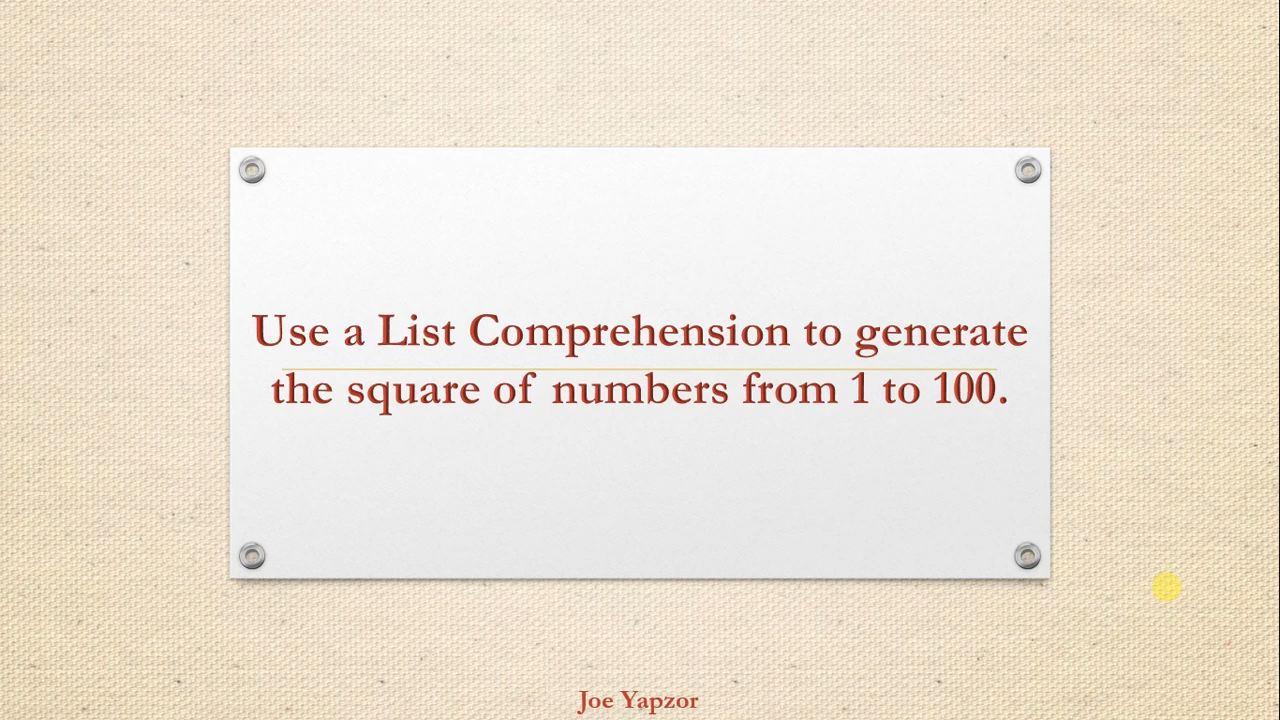 Use a List Comprehension to generate
the square of numbers from 1 to 100.
Joe Yapzor